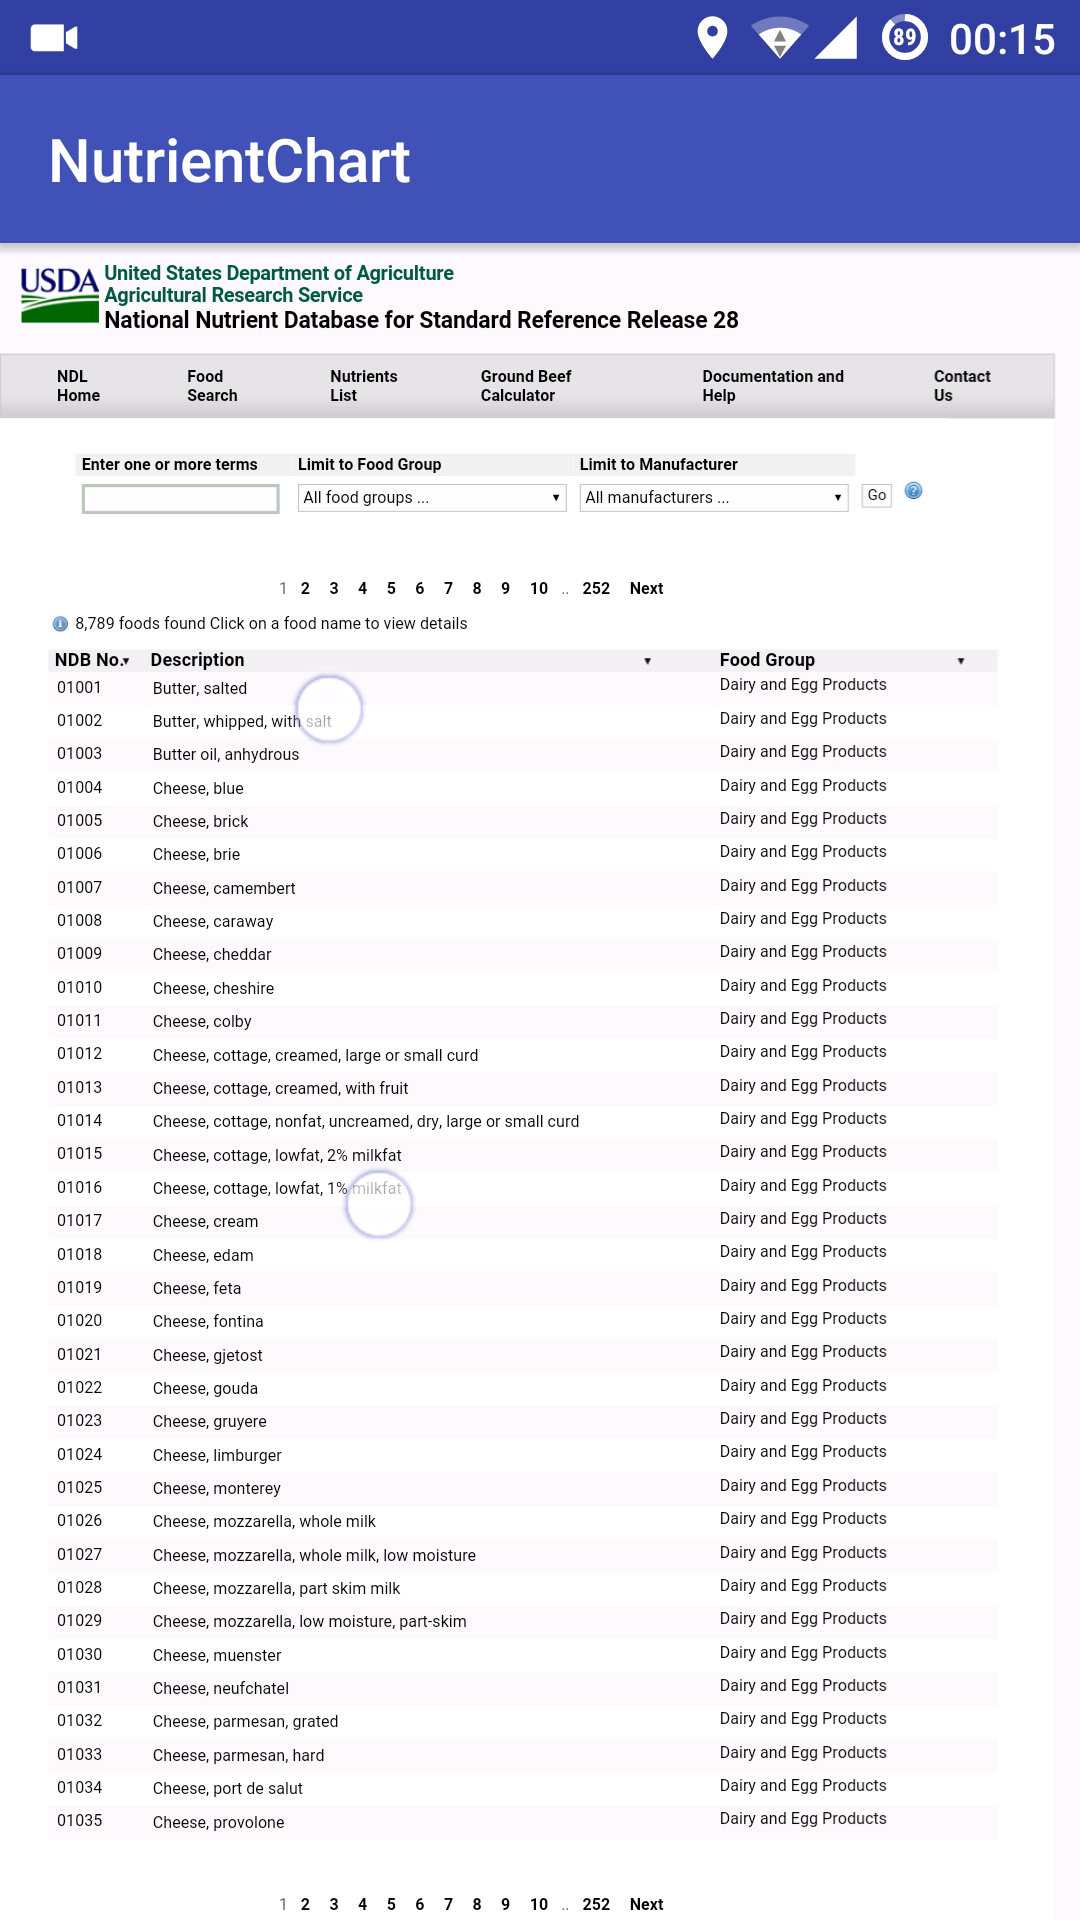 89 00:15
NutrientChart
USDA United States Department of Agriculture
Agricultural Research Service
National Nutrient Database for Standard Reference Release 28
NDL Home Food Search Nutrients List Ground Beef Calculator Documentation and Help Contact Us
Enter one or more terms Limit to Food Group Limit to Manufacturer
All food groups ... All manufacturers ... Go ?
1 2 3 4 5 6 7 8 9 10 .. 252 Next
8,789 foods found Click on a food name to view details
NDB No. Description Food Group
01001 Butter, salted Dairy and Egg Products
01002 Butter, whipped, with salt Dairy and Egg Products
01003 Butter oil, anhydrous Dairy and Egg Products
01004 Cheese, blue Dairy and Egg Products
01005 Cheese, brick Dairy and Egg Products
01006 Cheese, brie Dairy and Egg Products
01007 Cheese, camembert Dairy and Egg Products
01008 Cheese, caraway Dairy and Egg Products
01009 Cheese, cheddar Dairy and Egg Products
01010 Cheese, cheshire Dairy and Egg Products
01011 Cheese, colby Dairy and Egg Products
01012 Cheese, cottage, creamed, large or small curd Dairy and Egg Products
01013 Cheese, cottage, creamed, with fruit Dairy and Egg Products
01014 Cheese, cottage, nonfat, uncreamed, dry, large or small curd Dairy and Egg Products
01015 Cheese, cottage, lowfat, 2% milkfat Dairy and Egg Products
01016 Cheese, cottage, lowfat, 1% milkfat Dairy and Egg Products
01017 Cheese, cream Dairy and Egg Products
01018 Cheese, edam Dairy and Egg Products
01019 Cheese, feta Dairy and Egg Products
01020 Cheese, fontina Dairy and Egg Products
01021 Cheese, gjetost Dairy and Egg Products
01022 Cheese, gouda Dairy and Egg Products
01023 Cheese, gruyere Dairy and Egg Products
01024 Cheese, limburger Dairy and Egg Products
01025 Cheese, monterey Dairy and Egg Products
01026 Cheese, mozzarella, whole milk Dairy and Egg Products
01027 Cheese, mozzarella, whole milk, low moisture Dairy and Egg Products
01028 Cheese, mozzarella, part skim milk Dairy and Egg Products
01029 Cheese, mozzarella, low moisture, part-skim Dairy and Egg Products
01030 Cheese, muenster Dairy and Egg Products
01031 Cheese, neufchatel Dairy and Egg Products
01032 Cheese, parmesan, grated Dairy and Egg Products
01033 Cheese, parmesan, hard Dairy and Egg Products
01034 Cheese, port de salut Dairy and Egg Products
01035 Cheese, provolone Dairy and Egg Products
1 2 3 4 5 6 7 8 9 10 .. 252 Next